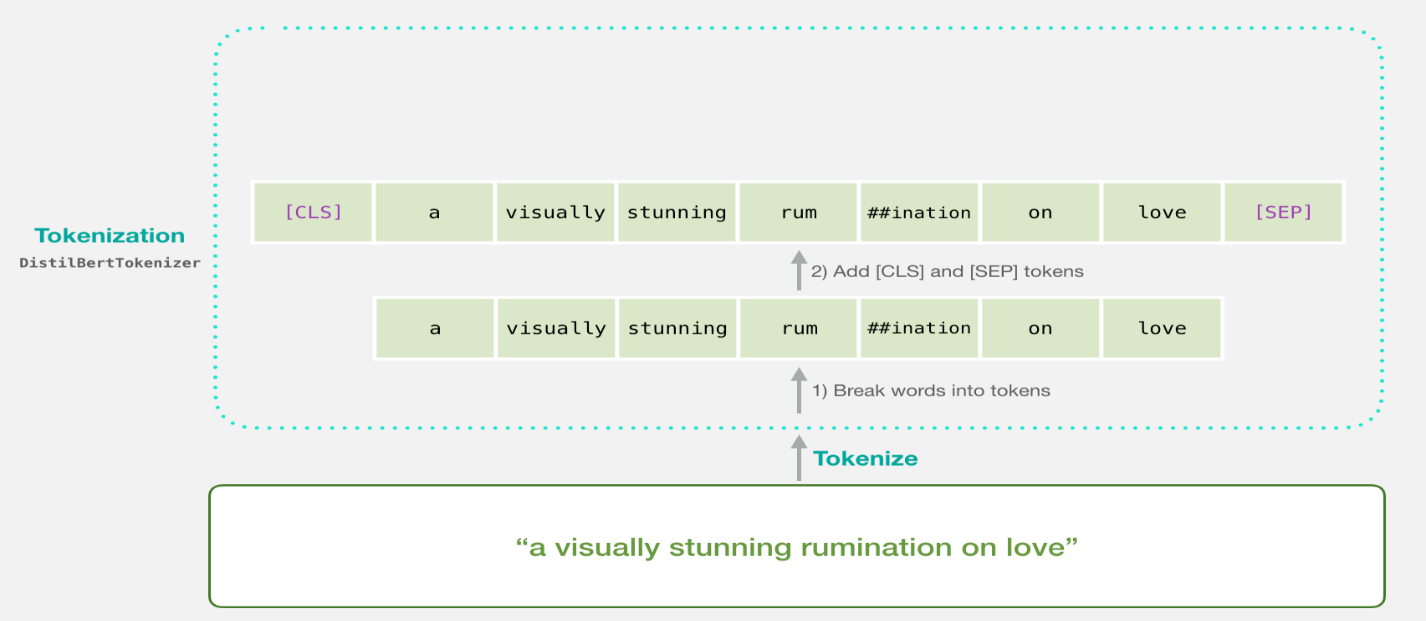 [CLS] a visually stunning rum ##ination on love [SEP]
Tokenization
DistilBertTokenizer
2) Add [CLS] and [SEP] tokens
a visually stunning rum ##ination on love
1) Break words into tokens
Tokenize
“a visually stunning rumination on love”